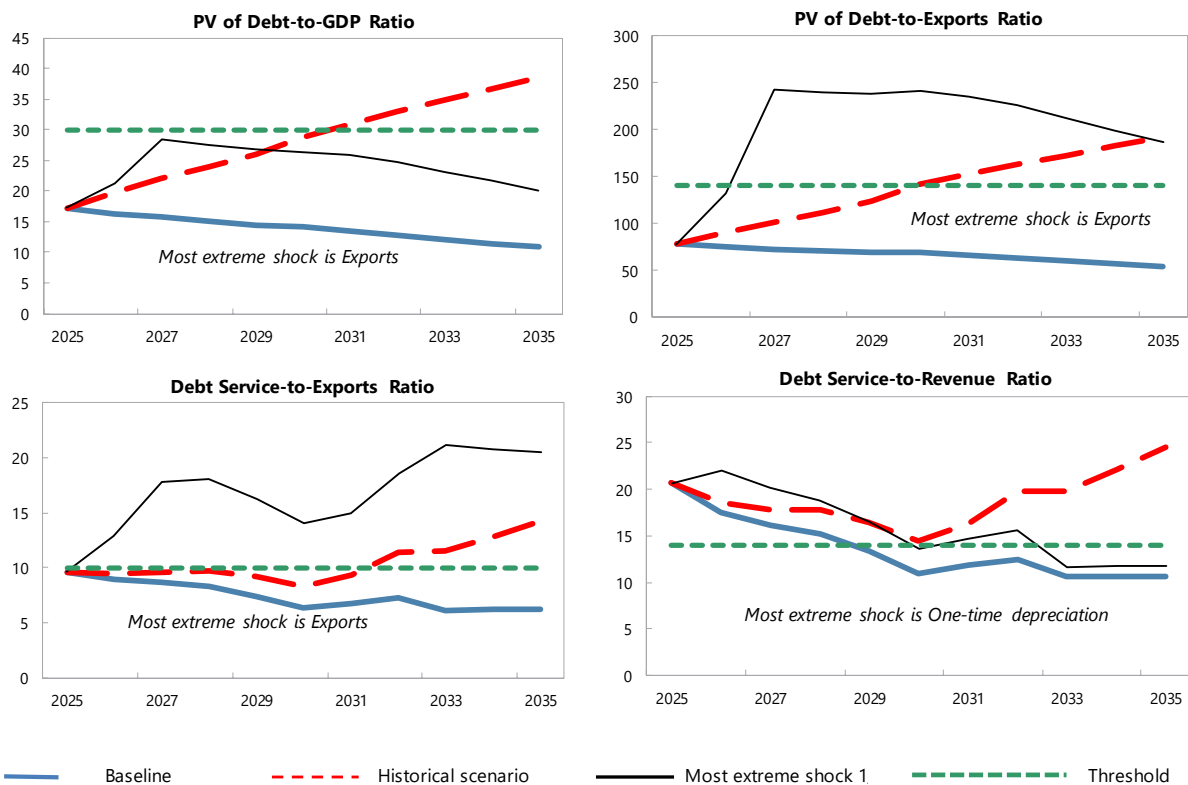 PV of Debt-to-GDP Ratio
45
40
35
30
25
20
15
10
5
0
Most extreme shock is Exports
2025 2027 2029 2031 2033 2035
PV of Debt-to-Exports Ratio
300
250
200
150
100
50
0
Most extreme shock is Exports
2025 2027 2029 2031 2033 2035
Debt Service-to-Exports Ratio
25
20
15
10
5
0
Most extreme shock is Exports
2025 2027 2029 2031 2033 2035
Debt Service-to-Revenue Ratio
30
25
20
15
10
5
0
Most extreme shock is One-time depreciation
2025 2027 2029 2031 2033 2035
Baseline Historical scenario Most extreme shock 1 Threshold